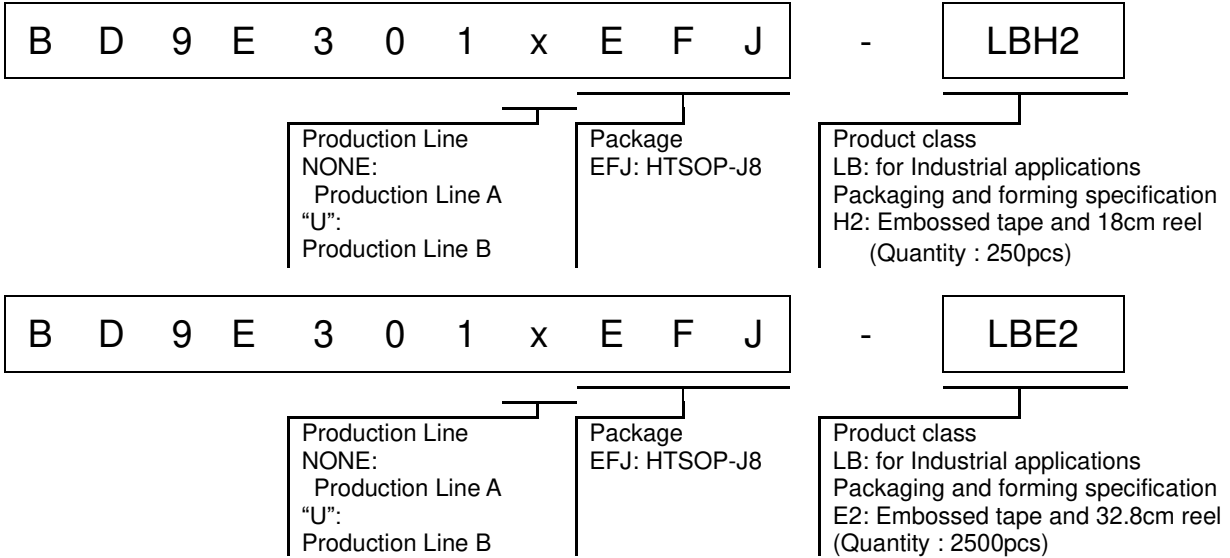 B D 9 E 3 0 1 x E F J - LBH2
Production Line
NONE:
Production Line A
“U”:
Production Line B
Package
EFJ: HTSOP-J8
Product class
LB: for Industrial applications
Packaging and forming specification
H2: Embossed tape and 18cm reel
(Quantity : 250pcs)
B D 9 E 3 0 1 x E F J - LBE2
Production Line
NONE:
Production Line A
“U”:
Production Line B
Package
EFJ: HTSOP-J8
Product class
LB: for Industrial applications
Packaging and forming specification
E2: Embossed tape and 32.8cm reel
(Quantity : 2500pcs)